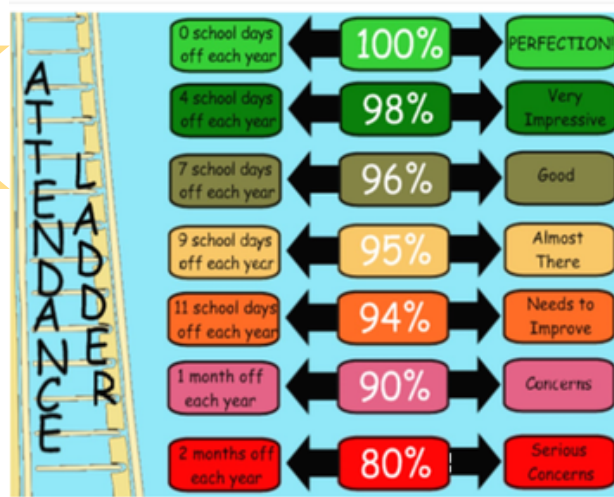 ATTENDANCE
LADDER
0 school days
off each year
100%
PERFECTION!
4 school days
off each year
98%
Very
Impressive
7 school days
off each year
96%
Good
9 school days
off each year
95%
Almost
There
11 school days
off each year
94%
Needs to
Improve
1 month off
each year
90%
Concerns
2 months off
each year
80%
Serious
Concerns